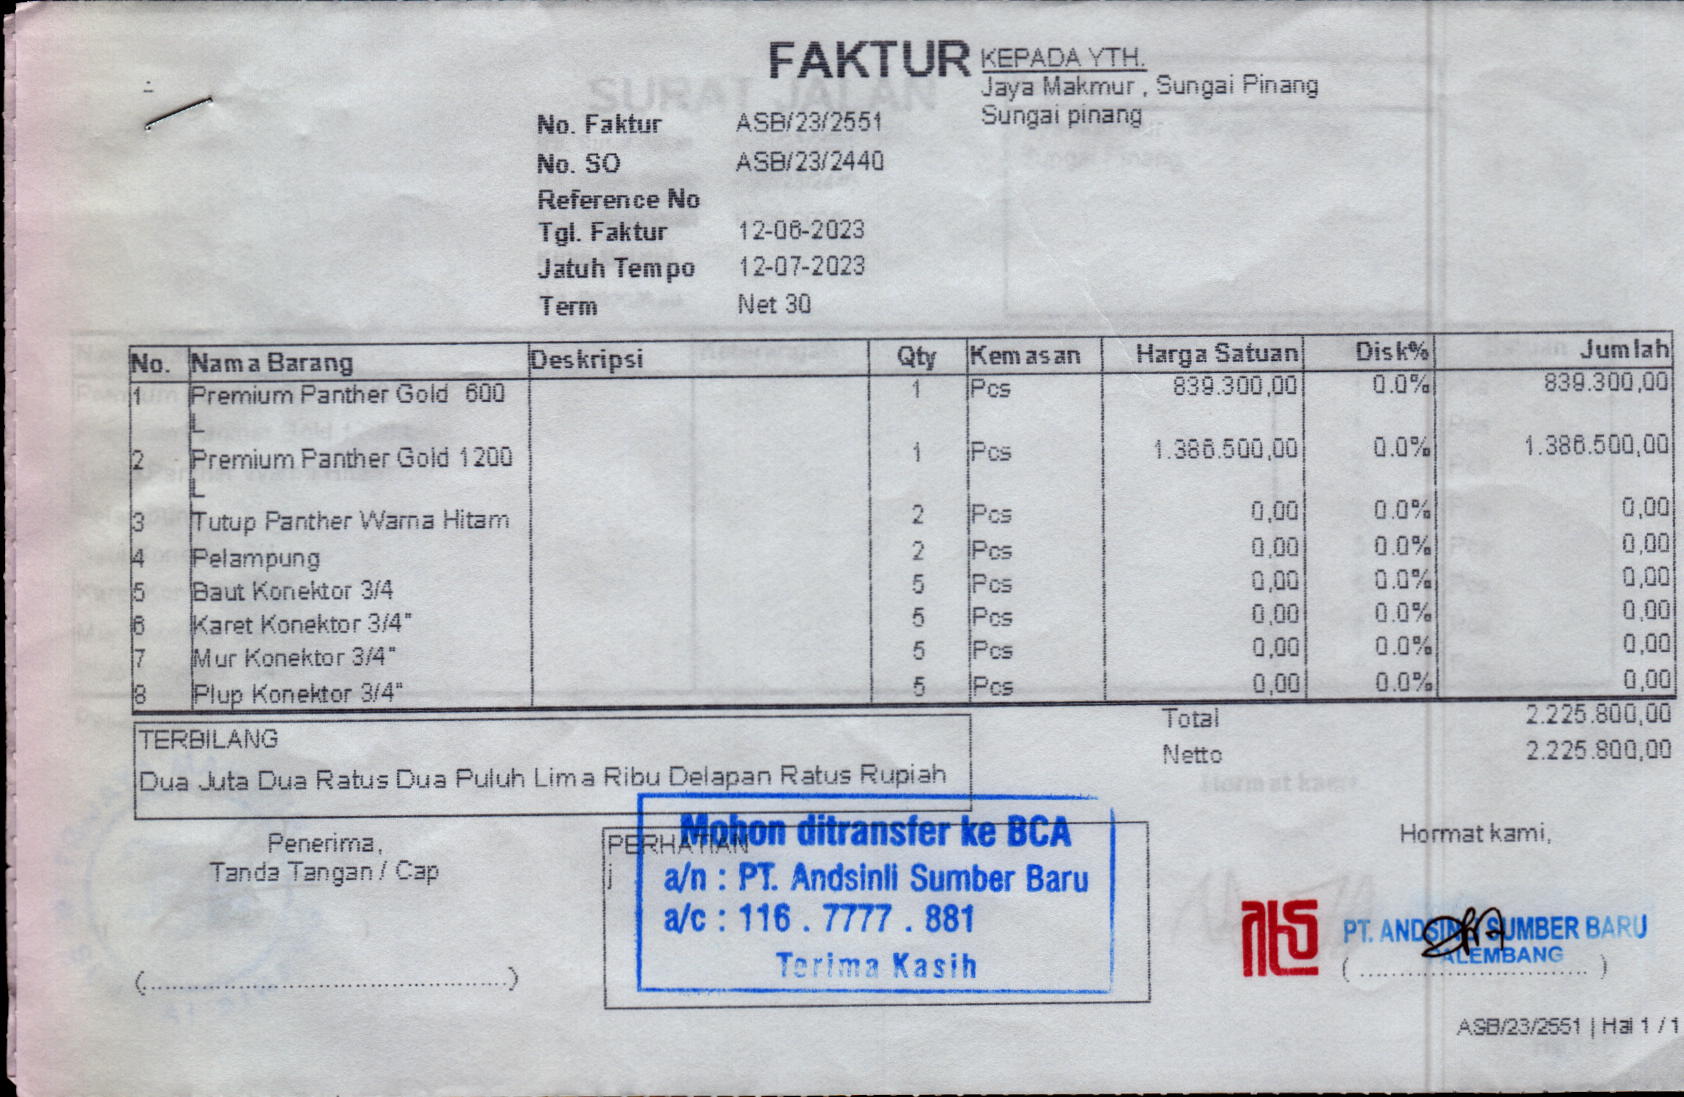 FAKTUR
KEPADA YTH.
Jaya Makmur , Sungai Pinang
Sungai pinang
SURAT JALAN
No. Faktur ASB/23/2551
No. SO ASB/23/2440
Reference No
Tgl. Faktur 12-06-2023
Jatuh Tempo 12-07-2023
Term Net 30
No. Nama Barang Deskripsi Qty Kemasan Harga Satuan Disk% Jumlah
1 Premium Panther Gold 600 1 Pcs 839.300,00 0.0% 839.300,00
L
2 Premium Panther Gold 1200 1 Pcs 1.386.500,00 0.0% 1.386.500,00
L
3 Tutup Panther Warna Hitam 2 Pcs 0,00 0.0% 0,00
4 Pelampung 2 Pcs 0,00 0.0% 0,00
5 Baut Konektor 3/4 5 Pcs 0,00 0.0% 0,00
6 Karet Konektor 3/4" 5 Pcs 0,00 0.0% 0,00
7 Mur Konektor 3/4" 5 Pcs 0,00 0.0% 0,00
8 Plup Konektor 3/4" 5 Pcs 0,00 0.0% 0,00
Total 2.225.800,00
Netto 2.225.800,00
TERBILANG
Dua Juta Dua Ratus Dua Puluh Lima Ribu Delapan Ratus Rupiah
Hormat kami
Penerima,
Tanda Tangan / Cap
(..................................................)
PERHATIAN
j
Mohon ditransfer ke BCA
a/n : PT. Andsinli Sumber Baru
a/c : 116 . 7777 . 881
Terima Kasih
Hormat kami,
PT. ANDSINLI SUMBER BARU
PALEMBANG
(................................)
ASB/23/2551 | Hal 1 / 1